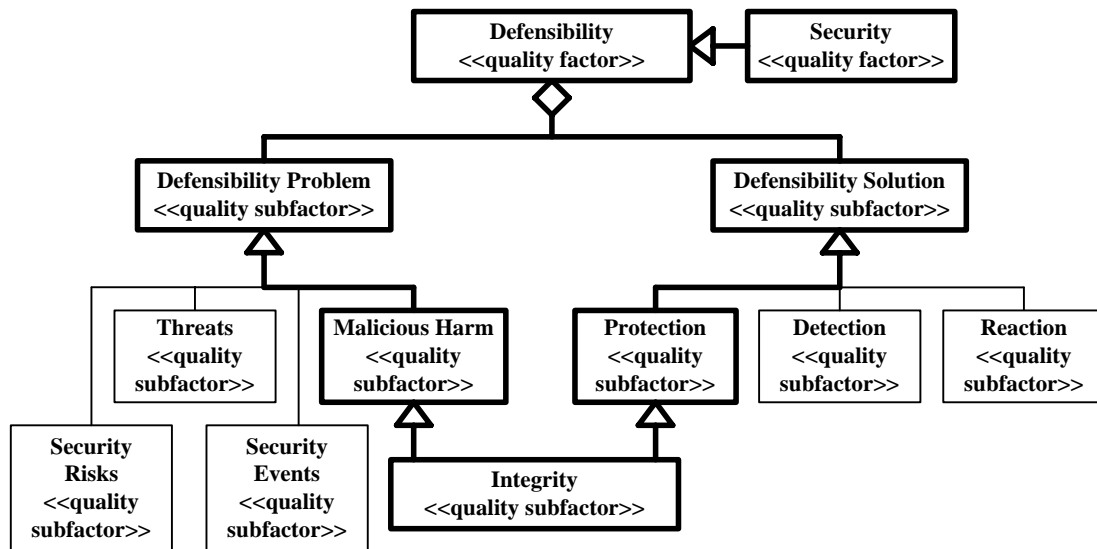 Defensibility
<<quality factor>>
Security
<<quality factor>>
Defensibility Problem
<<quality subfactor>>
Defensibility Solution
<<quality subfactor>>
Threats
<<quality
subfactor>>
Malicious Harm
<<quality
subfactor>>
Protection
<<quality
subfactor>>
Detection
<<quality
subfactor>>
Reaction
<<quality
subfactor>>
Security
Risks
<<quality
subfactor>>
Security
Events
<<quality
subfactor>>
Integrity
<<quality subfactor>>